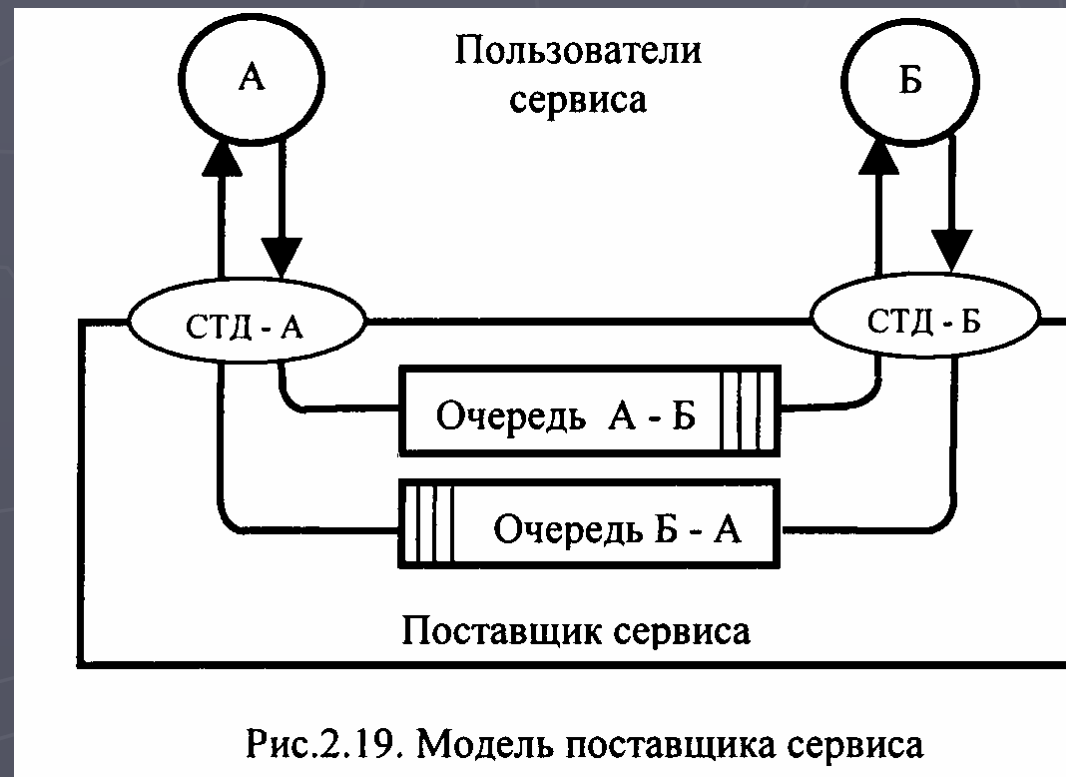 А
Пользователи
сервиса
Б
СТД - А
СТД - Б
Очередь А - Б
Очередь Б - А
Поставщик сервиса
Рис.2.19. Модель поставщика сервиса